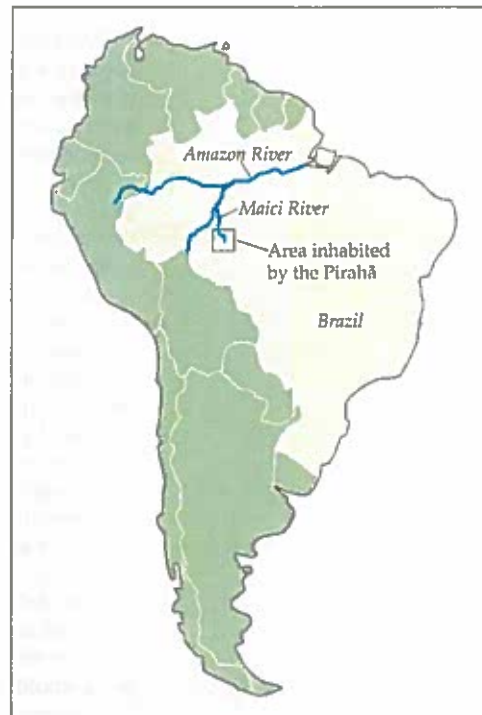 Amazon River
Maici River
Area inhabited
by the Pirahã
Brazil